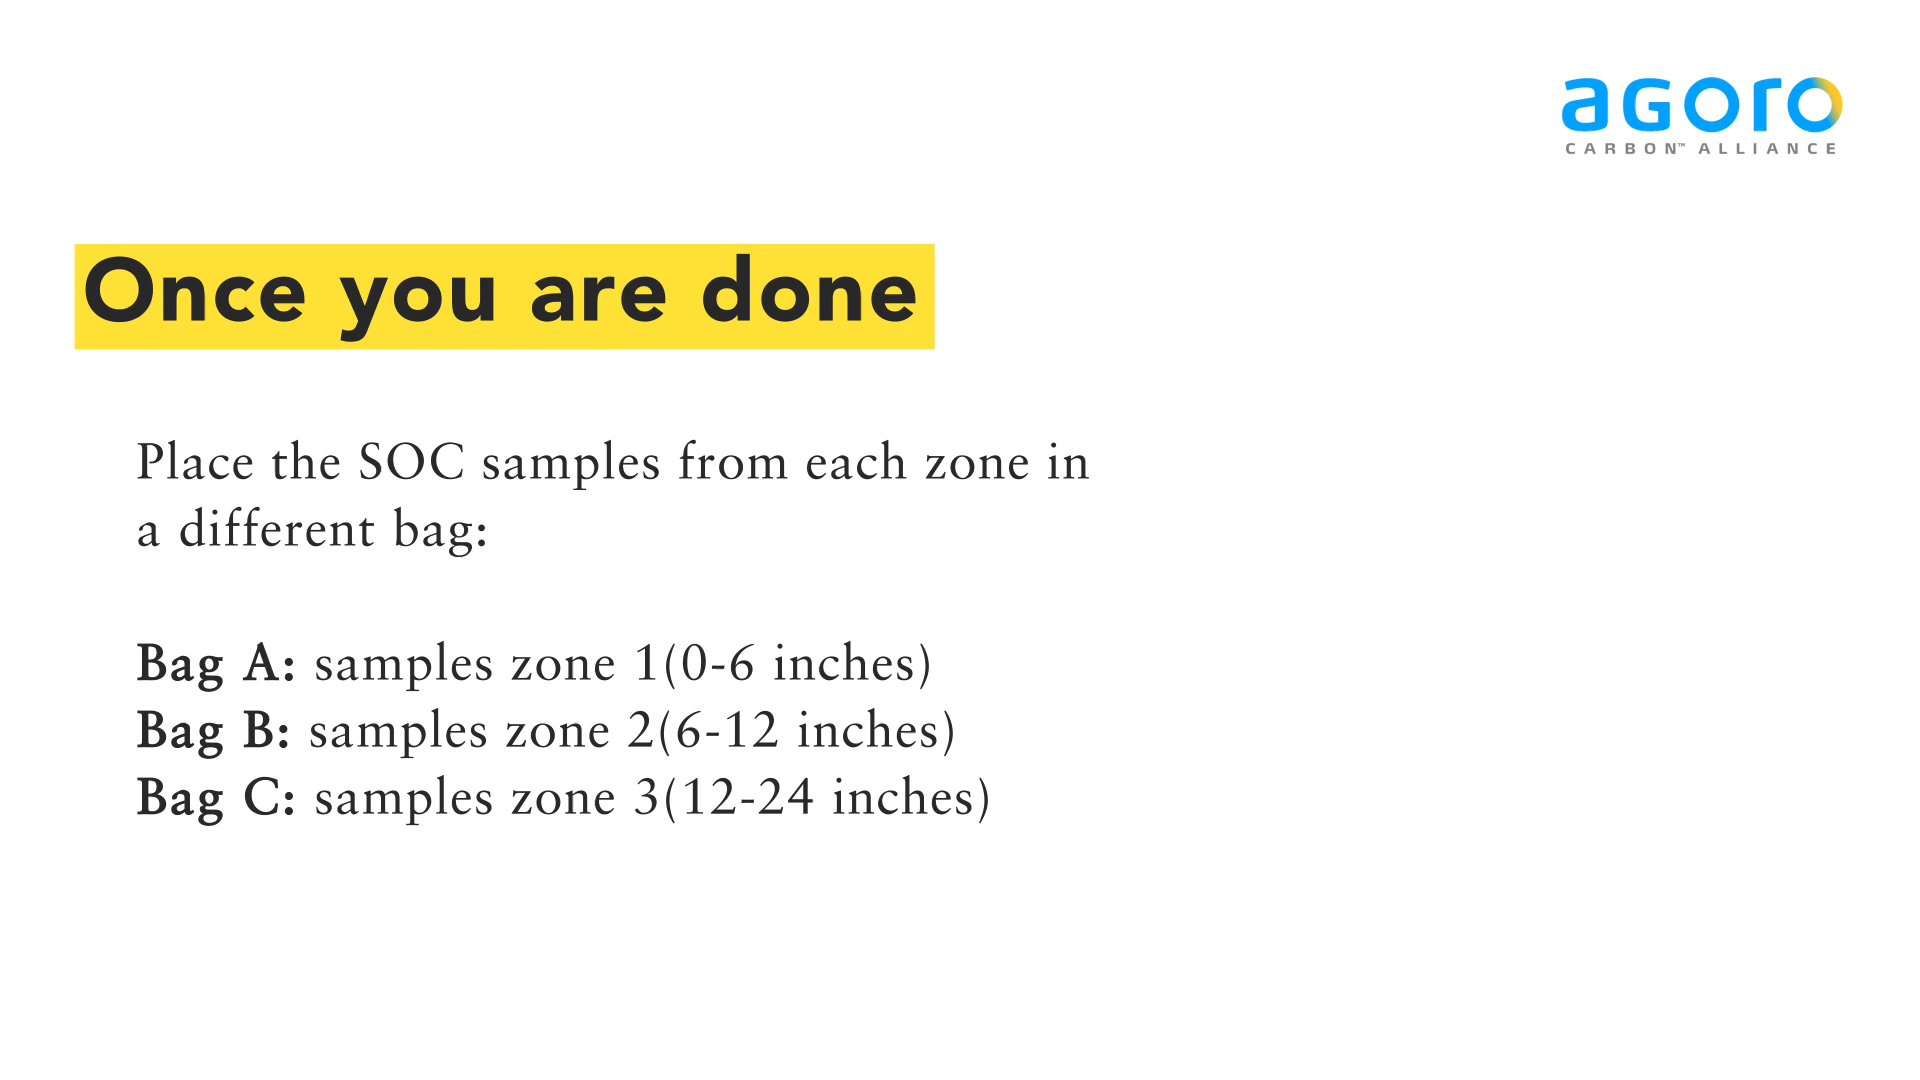 agoro
CARBON™ ALLIANCE
Once you are done
Place the SOC samples from each zone in
a different bag:
Bag A: samples zone 1(0-6 inches)
Bag B: samples zone 2(6-12 inches)
Bag C: samples zone 3(12-24 inches)